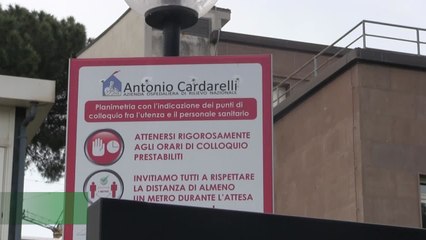 Antonio Cardarelli
AZIENDA OSPEDALIERA DI RILIEVO NAZIONALE
Planimetria con l'indicazione dei punti di
colloquio fra l'utenza e il personale sanitario
ATTENERSI RIGOROSAMENTE
AGLI ORARI DI COLLOQUIO
PRESTABILITI
INVITIAMO TUTTI A RISPETTARE
LA DISTANZA DI ALMENO
UN METRO DURANTE L'ATTESA